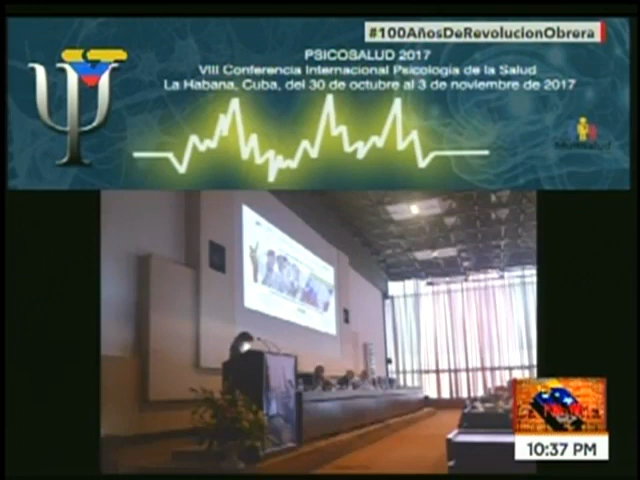 #100AñosDeRevolucionObrera
PSICOSALUD 2017
VIII Conferencia Internacional Psicología de la Salud
La Habana, Cuba, del 30 de octubre al 3 de noviembre de 2017
10:37 PM